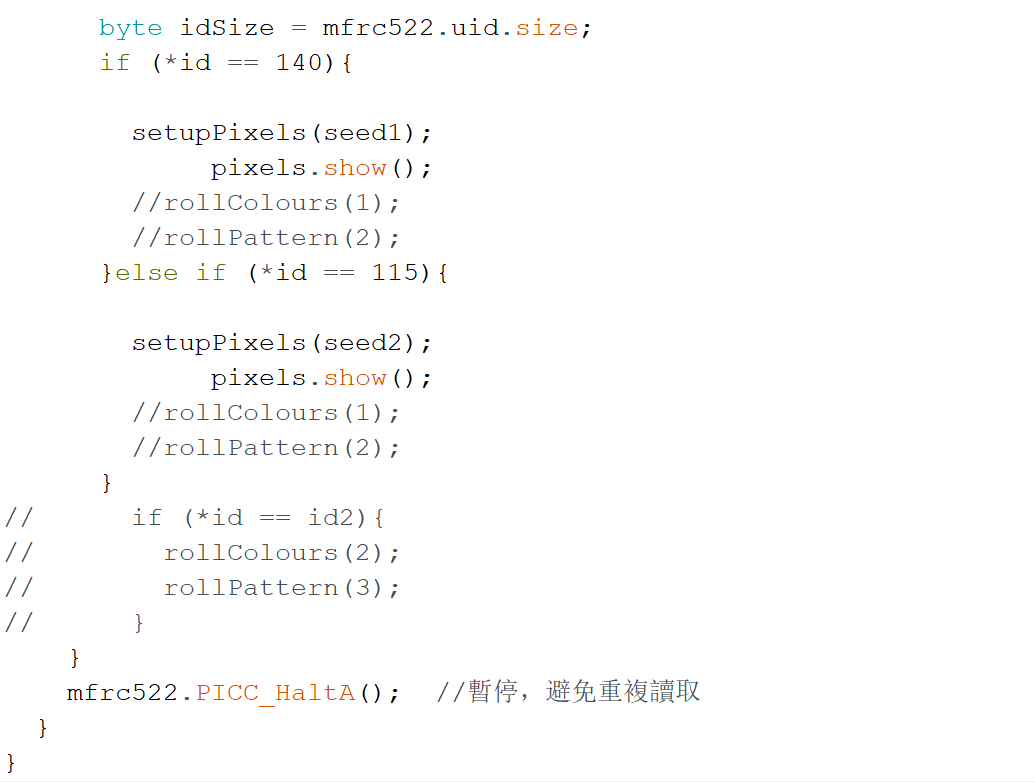 byte idSize = mfrc522.uid.size;
if (*id == 140){
setupPixels(seed1);
pixels.show();
//rollColours(1);
//rollPattern(2);
}else if (*id == 115){
setupPixels(seed2);
pixels.show();
//rollColours(1);
//rollPattern(2);
}
// if (*id == id2){
// rollColours(2);
// rollPattern(3);
// }
}
mfrc522.PICC_HaltA(); //暫停，避免重複讀取
}
}